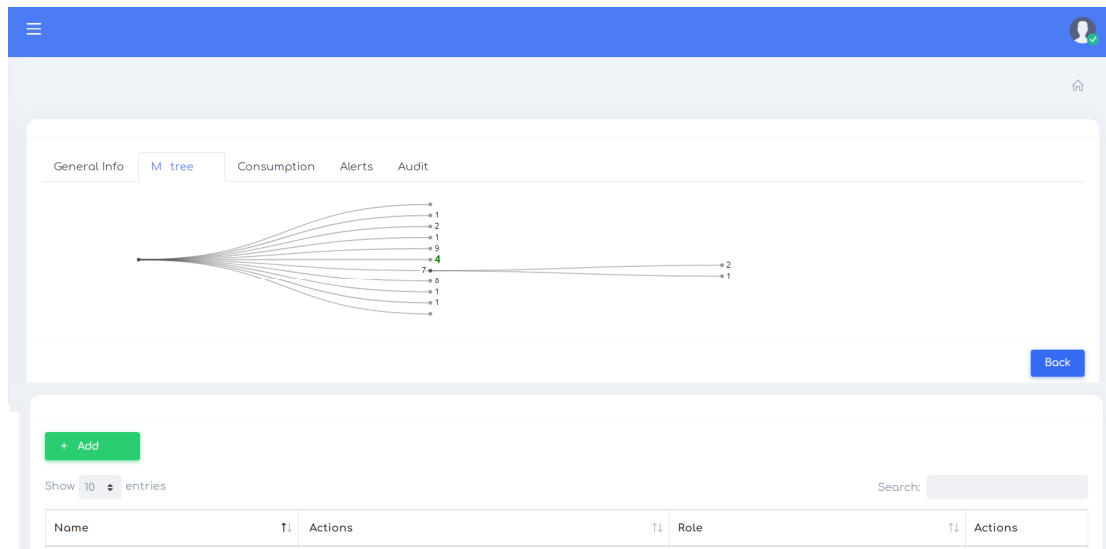 General Info M tree Consumption Alerts Audit
1
2
1
9
4
7
2
8
1
1
1
Back
+ Add
Show 10 entries Search:
Name Actions Role Actions